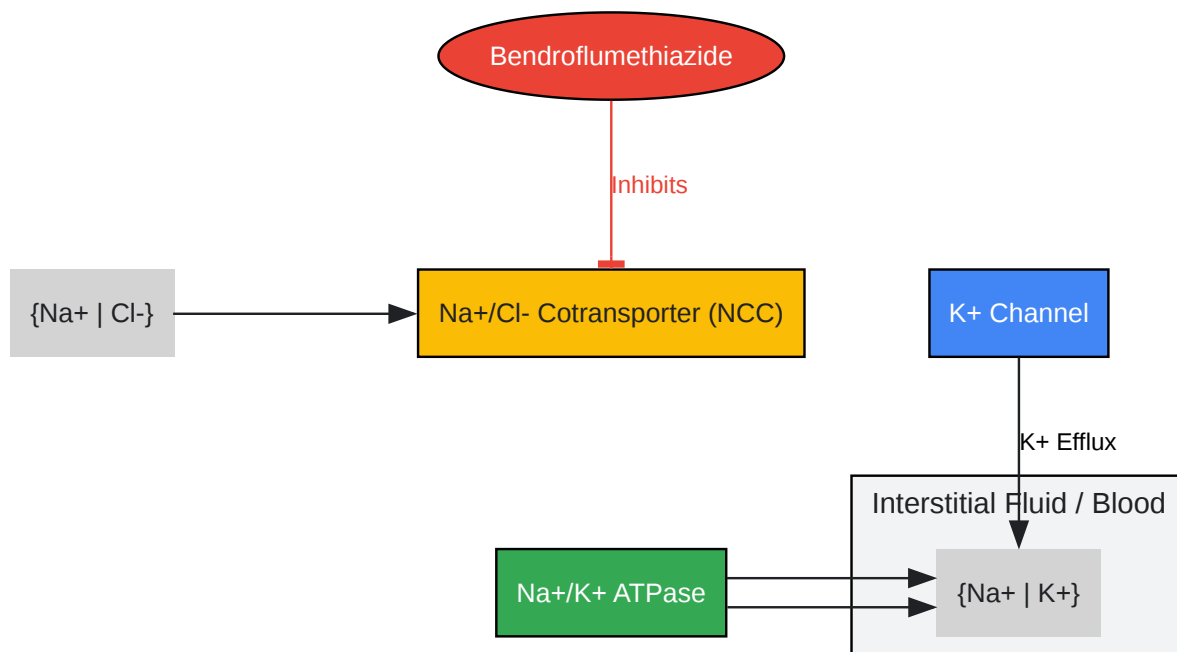 Bendroflumethiazide
Inhibits
{Na+ | Cl-}
Na+/Cl- Cotransporter (NCC)
K+ Channel
K+ Efflux
Interstitial Fluid / Blood
Na+/K+ ATPase
{Na+ | K+}